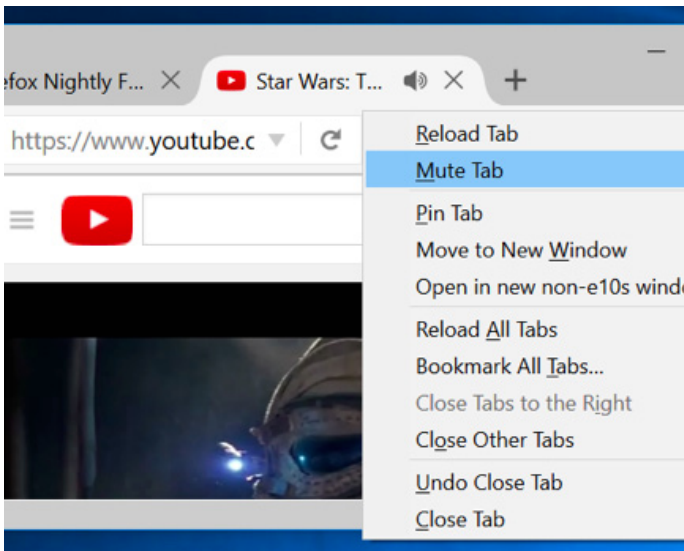 efox Nightly F...
Star Wars: T...
https://www.youtube.c
Reload Tab
Mute Tab
Pin Tab
Move to New Window
Open in new non-e10s wind
Reload All Tabs
Bookmark All Tabs...
Close Tabs to the Right
Close Other Tabs
Undo Close Tab
Close Tab